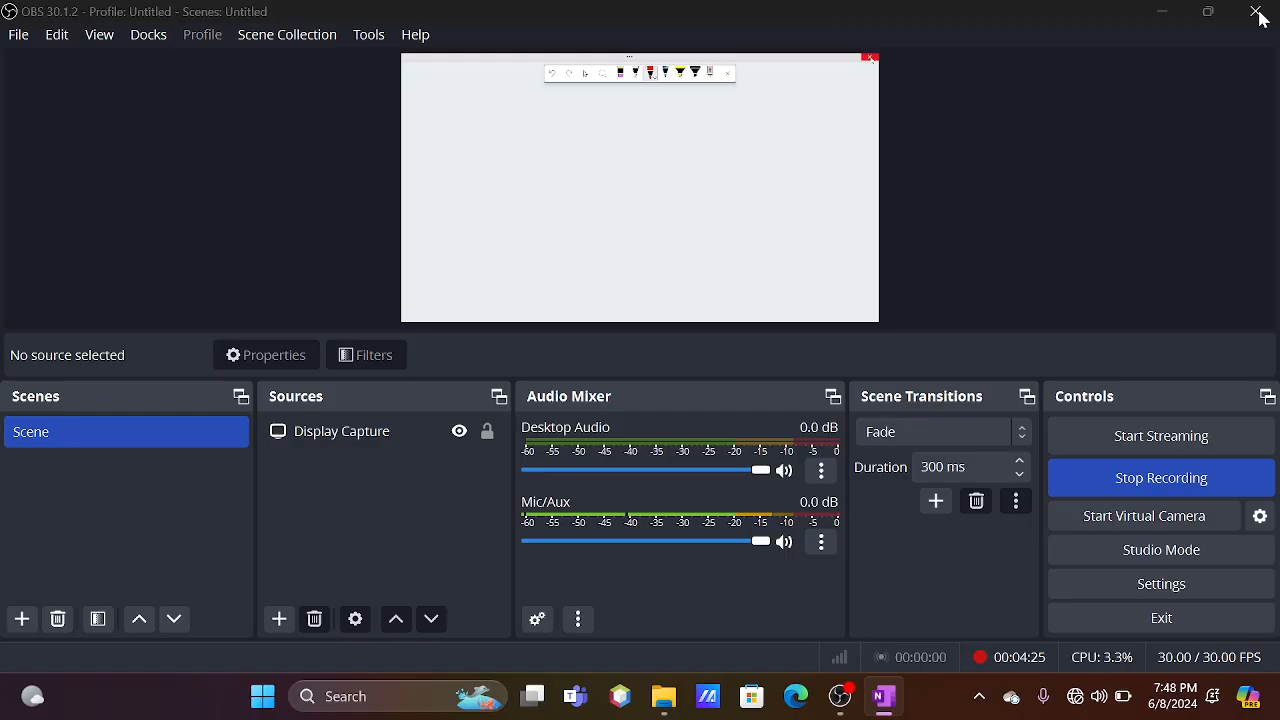 OBS 30.1.2 - Profile: Untitled - Scenes: Untitled
File Edit View Docks Profile Scene Collection Tools Help
No source selected Properties Filters
Scenes Sources Audio Mixer Scene Transitions Controls
Scene
Display Capture
Desktop Audio 0.0 dB
-60 -55 -50 -45 -40 -35 -30 -25 -20 -15 -10 -5 0
Mic/Aux 0.0 dB
-60 -55 -50 -45 -40 -35 -30 -25 -20 -15 -10 -5 0
Fade
Duration 300 ms
Start Streaming
Stop Recording
Start Virtual Camera
Studio Mode
Settings
Exit
00:00:00 00:04:25 CPU: 3.3% 30.00 / 30.00 FPS
Search
7:48 PM
6/8/2024
PRE